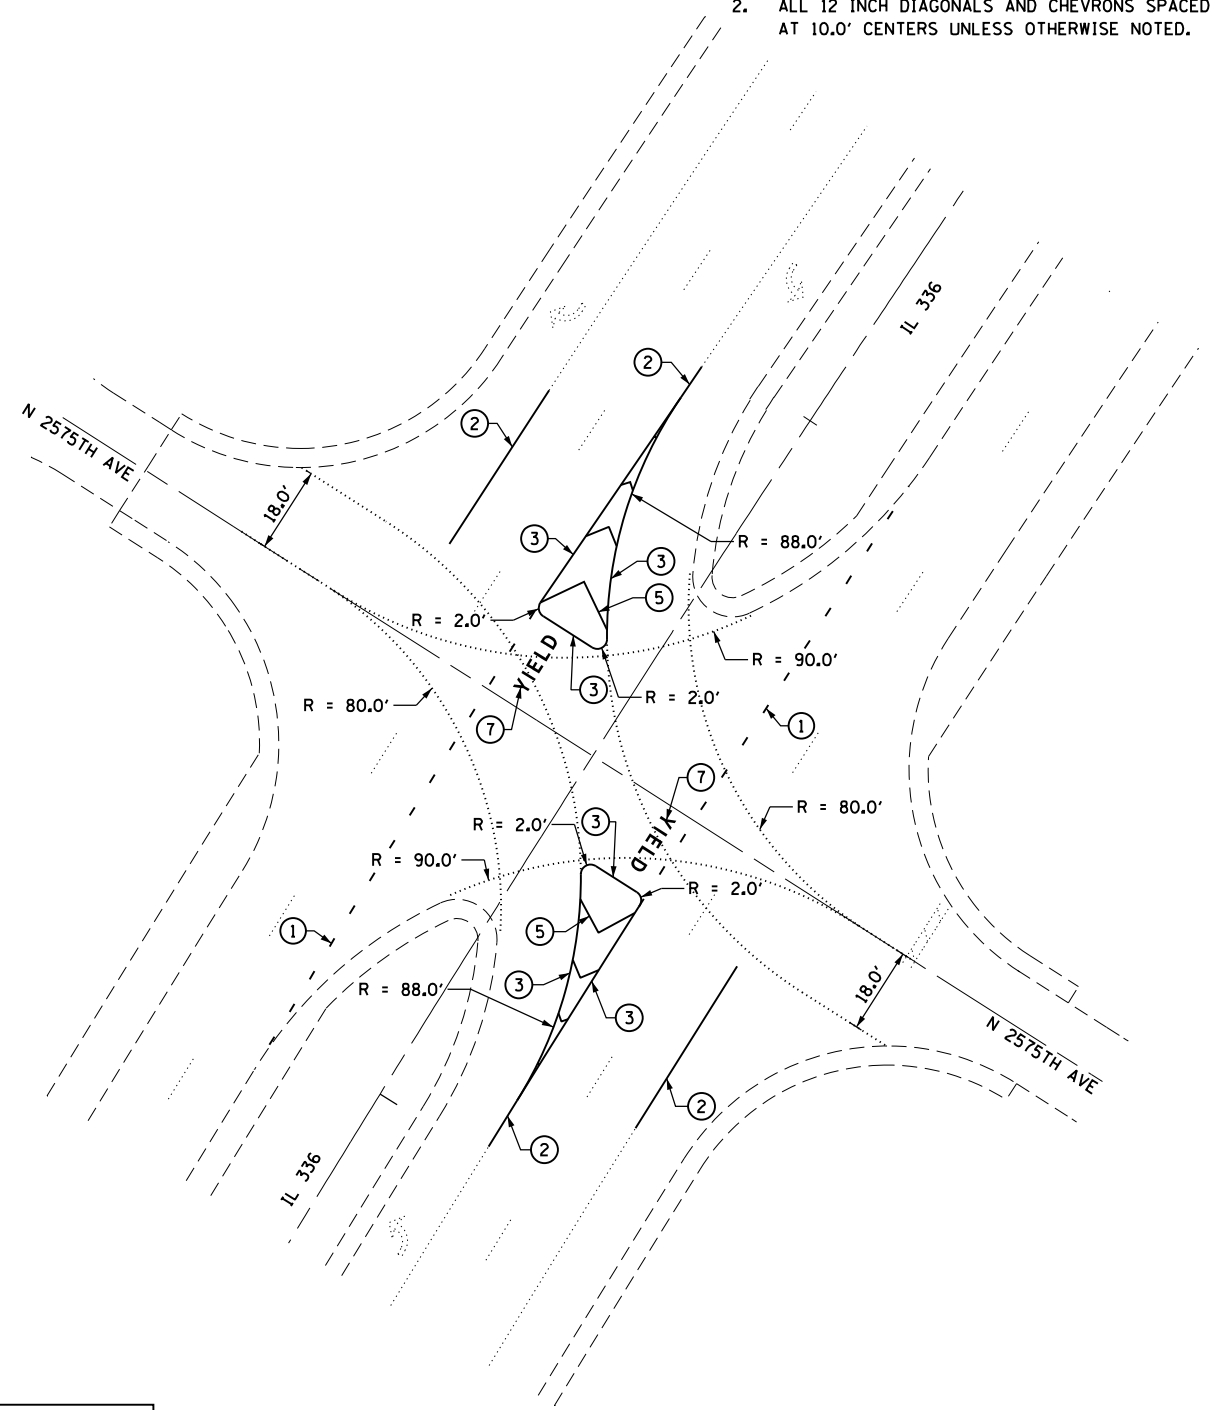 2. ALL 12 INCH DIAGONALS AND CHEVRONS SPACED
AT 10.0' CENTERS UNLESS OTHERWISE NOTED.
IL 336
2
2
N 2575TH AVE
18.0'
3
R = 88.0'
3
5
R = 2.0'
YIELD
R = 90.0'
3
R = 2.0'
R = 80.0'
7
1
7
R = 80.0'
R = 2.0'
3
YIELD
R = 90.0'
R = 2.0'
1
5
3
R = 88.0'
18.0'
3
N 2575TH AVE
2
2
IL 336